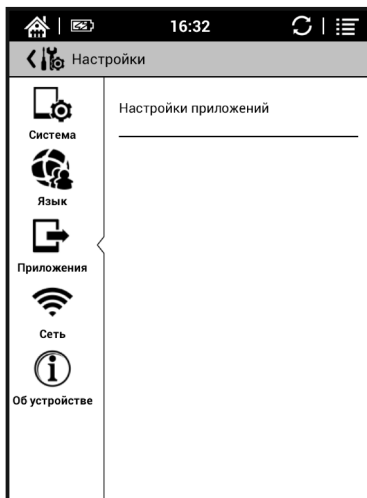 16:32
Настройки
Система
Настройки приложений
Язык
Приложения
Сеть
Об устройстве